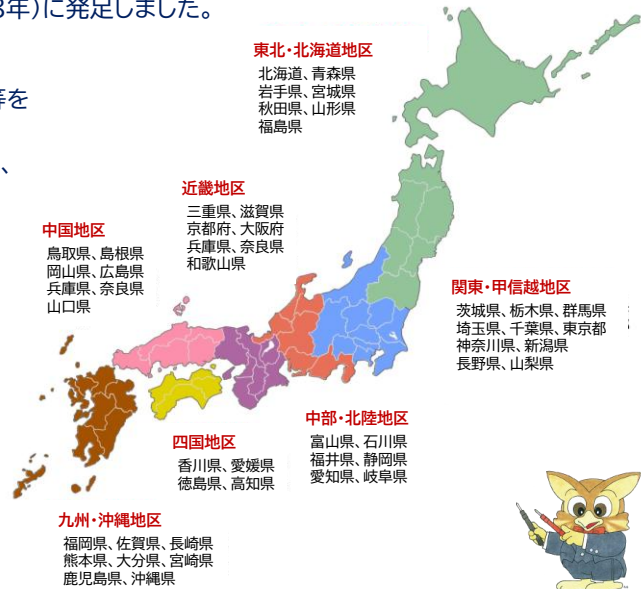 3年)に発足しました。
等を
、
東北・北海道地区
北海道、青森県
岩手県、宮城県
秋田県、山形県
福島県
近畿地区
三重県、滋賀県
京都府、大阪府
兵庫県、奈良県
和歌山県
中国地区
鳥取県、島根県
岡山県、広島県
兵庫県、奈良県
山口県
関東・甲信越地区
茨城県、栃木県、群馬県
埼玉県、千葉県、東京都
神奈川県、新潟県
長野県、山梨県
中部・北陸地区
富山県、石川県
福井県、静岡県
愛知県、岐阜県
四国地区
香川県、愛媛県
徳島県、高知県
九州・沖縄地区
福岡県、佐賀県、長崎県
熊本県、大分県、宮崎県
鹿児島県、沖縄県